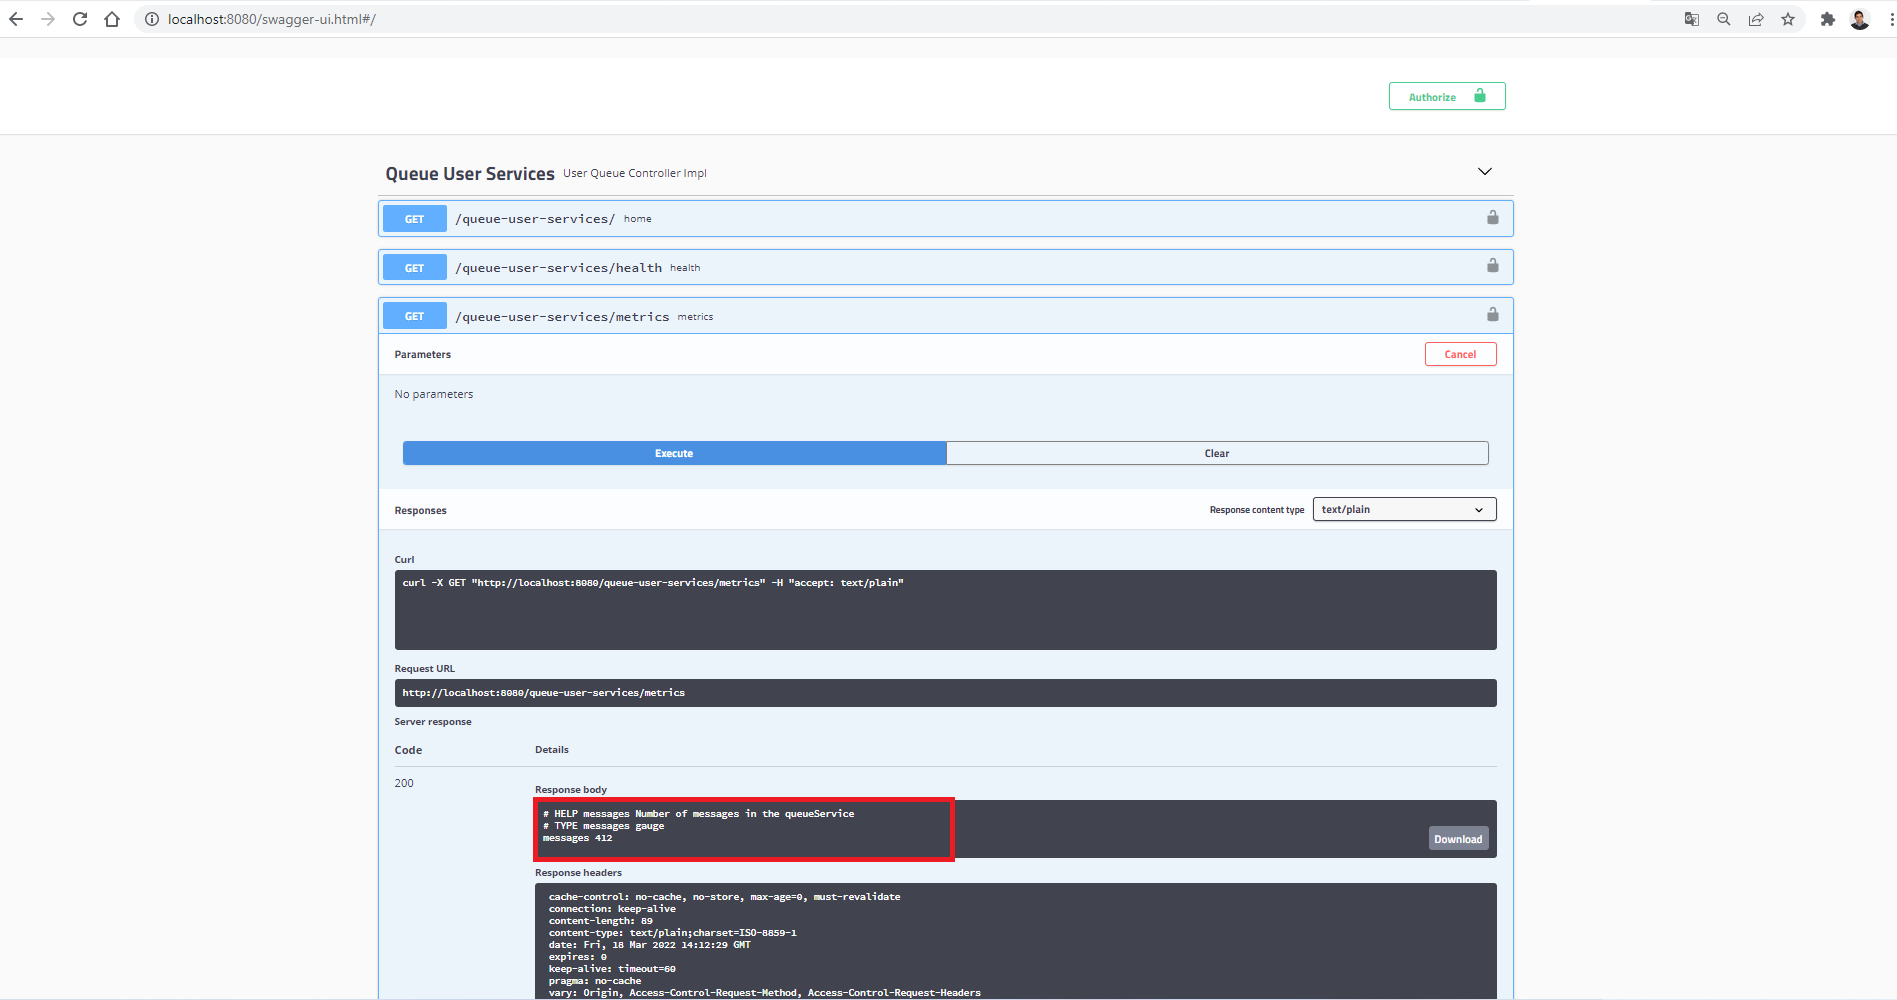 localhost:8080/swagger-ui.html#/
Authorize
Queue User Services User Queue Controller Impl
GET /queue-user-services/ home
GET /queue-user-services/health health
GET /queue-user-services/metrics metrics
Parameters
Cancel
No parameters
Execute
Clear
Responses
Response content type text/plain
Curl
curl -X GET "http://localhost:8080/queue-user-services/metrics" -H "accept: text/plain"
Request URL
http://localhost:8080/queue-user-services/metrics
Server response
Code Details
200
Response body
# HELP messages Number of messages in the queueService
# TYPE messages gauge
messages 412
Download
Response headers
cache-control: no-cache, no-store, max-age=0, must-revalidate
connection: keep-alive
content-length: 89
content-type: text/plain;charset=ISO-8859-1
date: Fri, 18 Mar 2022 14:12:29 GMT
expires: 0
keep-alive: timeout=60
pragma: no-cache
vary: Origin, Access-Control-Request-Method, Access-Control-Request-Headers